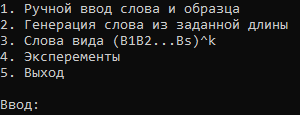 1. Ручной ввод слова и образца
2. Генерация слова из заданной длины
3. Слова вида (B1B2...Bs)^k
4. Эксперементы
5. Выход
Ввод: